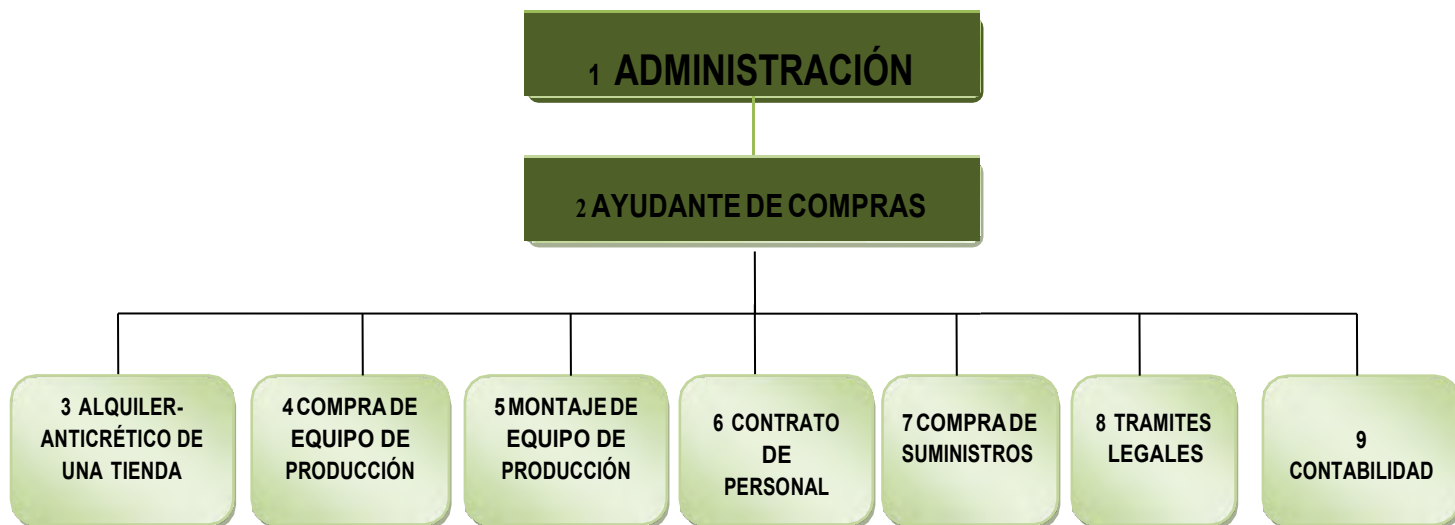 1 ADMINISTRACIÓN
2 AYUDANTE DE COMPRAS
3 ALQUILER-
ANTICRÉTICO DE
UNA TIENDA
4 COMPRA DE
EQUIPO DE
PRODUCCIÓN
5 MONTAJE DE
EQUIPO DE
PRODUCCIÓN
6 CONTRATO
DE
PERSONAL
7 COMPRA DE
SUMINISTROS
8 TRAMITES
LEGALES
9
CONTABILIDAD